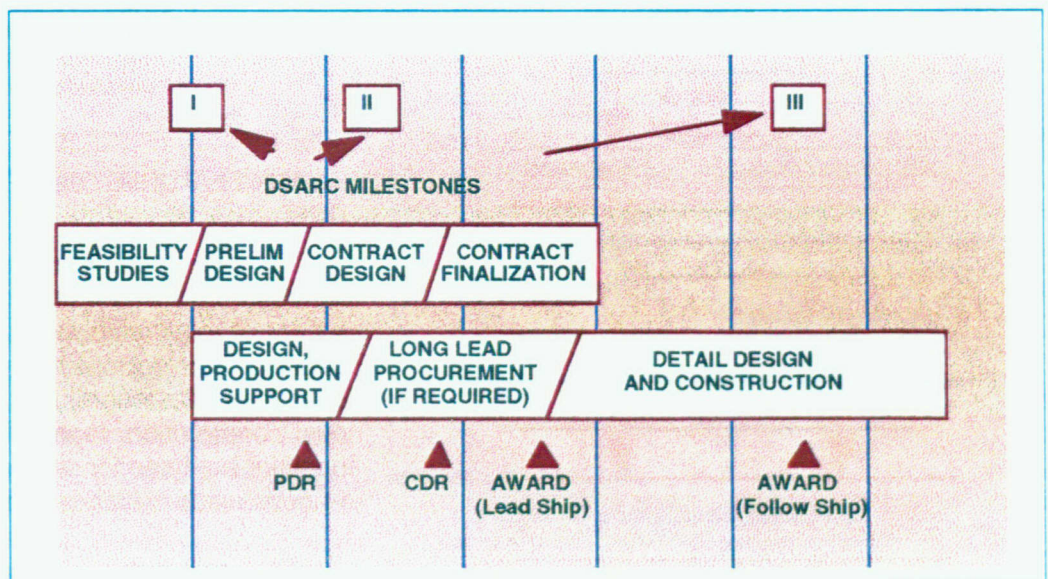 I
II
III
DSARC MILESTONES
FEASIBILITY
STUDIES
PRELIM
DESIGN
CONTRACT
DESIGN
CONTRACT
FINALIZATION
DESIGN,
PRODUCTION
SUPPORT
LONG LEAD
PROCUREMENT
(IF REQUIRED)
DETAIL DESIGN
AND CONSTRUCTION
PDR
CDR
AWARD
(Lead Ship)
AWARD
(Follow Ship)